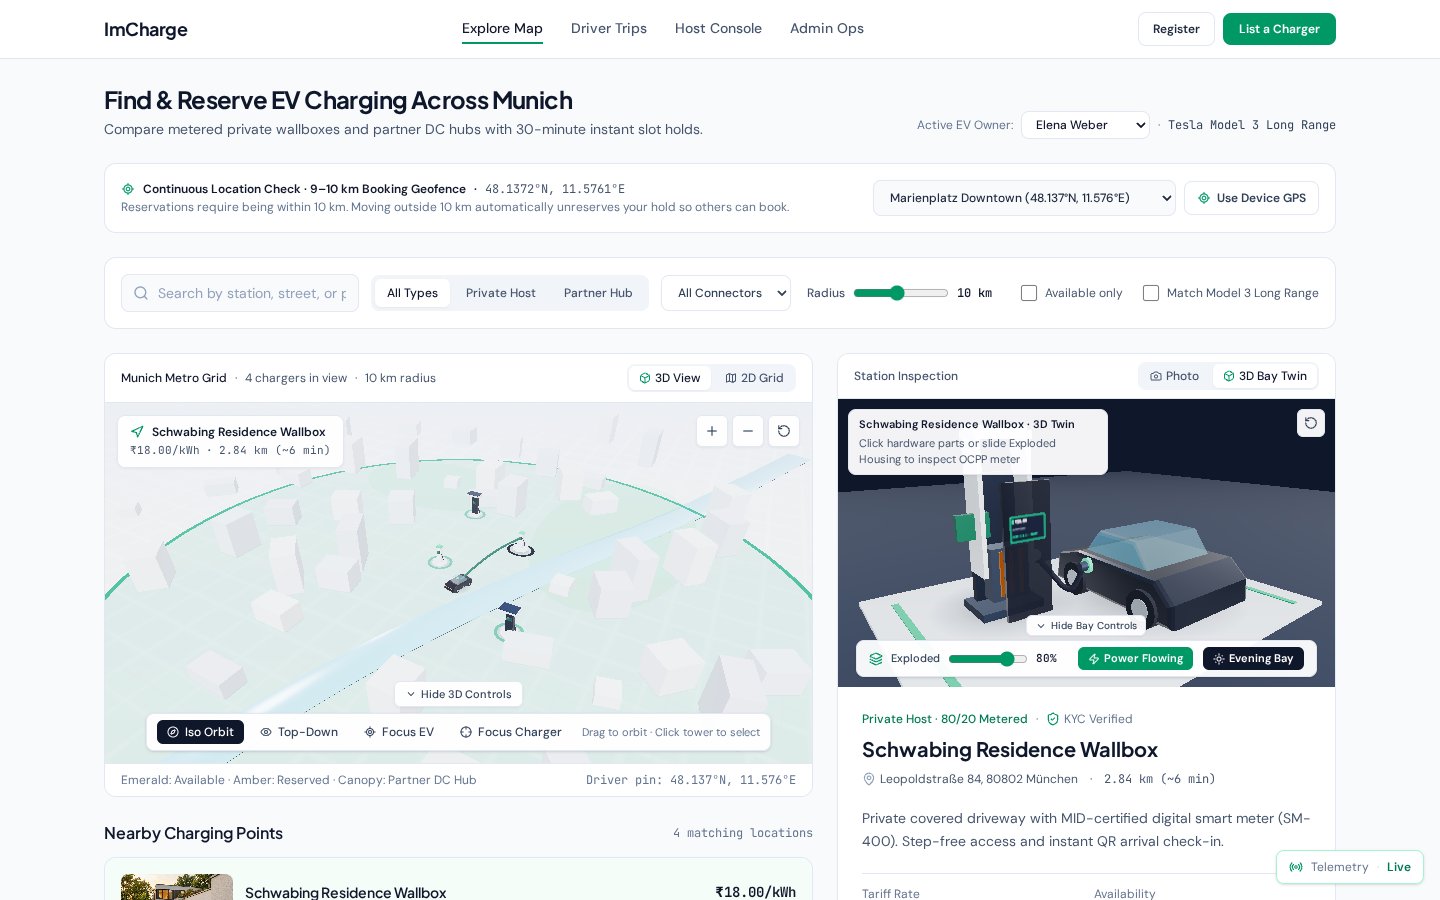 ImCharge
Explore Map
Driver Trips
Host Console
Admin Ops
Register
List a Charger
Find & Reserve EV Charging Across Munich
Compare metered private wallboxes and partner DC hubs with 30-minute instant slot holds.
Active EV Owner:
Elena Weber
· Tesla Model 3 Long Range
Continuous Location Check · 9–10 km Booking Geofence · 48.1372°N, 11.5761°E
Reservations require being within 10 km. Moving outside 10 km automatically unreserves your hold so others can book.
Marienplatz Downtown (48.137°N, 11.576°E)
Use Device GPS
Search by station, street, or p
All Types
Private Host
Partner Hub
All Connectors
Radius
10 km
Available only
Match Model 3 Long Range
Munich Metro Grid · 4 chargers in view · 10 km radius
3D View
2D Grid
Schwabing Residence Wallbox
₹18.00/kWh · 2.84 km (~6 min)
Hide 3D Controls
Iso Orbit
Top-Down
Focus EV
Focus Charger
Drag to orbit · Click tower to select
Emerald: Available · Amber: Reserved · Canopy: Partner DC Hub
Driver pin: 48.137°N, 11.576°E
Nearby Charging Points
4 matching locations
Schwabing Residence Wallbox
₹18.00/kWh
Station Inspection
Photo
3D Bay Twin
Schwabing Residence Wallbox · 3D Twin
Click hardware parts or slide Exploded
Housing to inspect OCPP meter
Hide Bay Controls
Exploded
80%
Power Flowing
Evening Bay
Private Host · 80/20 Metered · KYC Verified
Schwabing Residence Wallbox
Leopoldstraße 84, 80802 München · 2.84 km (~6 min)
Private covered driveway with MID-certified digital smart meter (SM-
400). Step-free access and instant QR arrival check-in.
Telemetry · Live
Tariff Rate
Availability